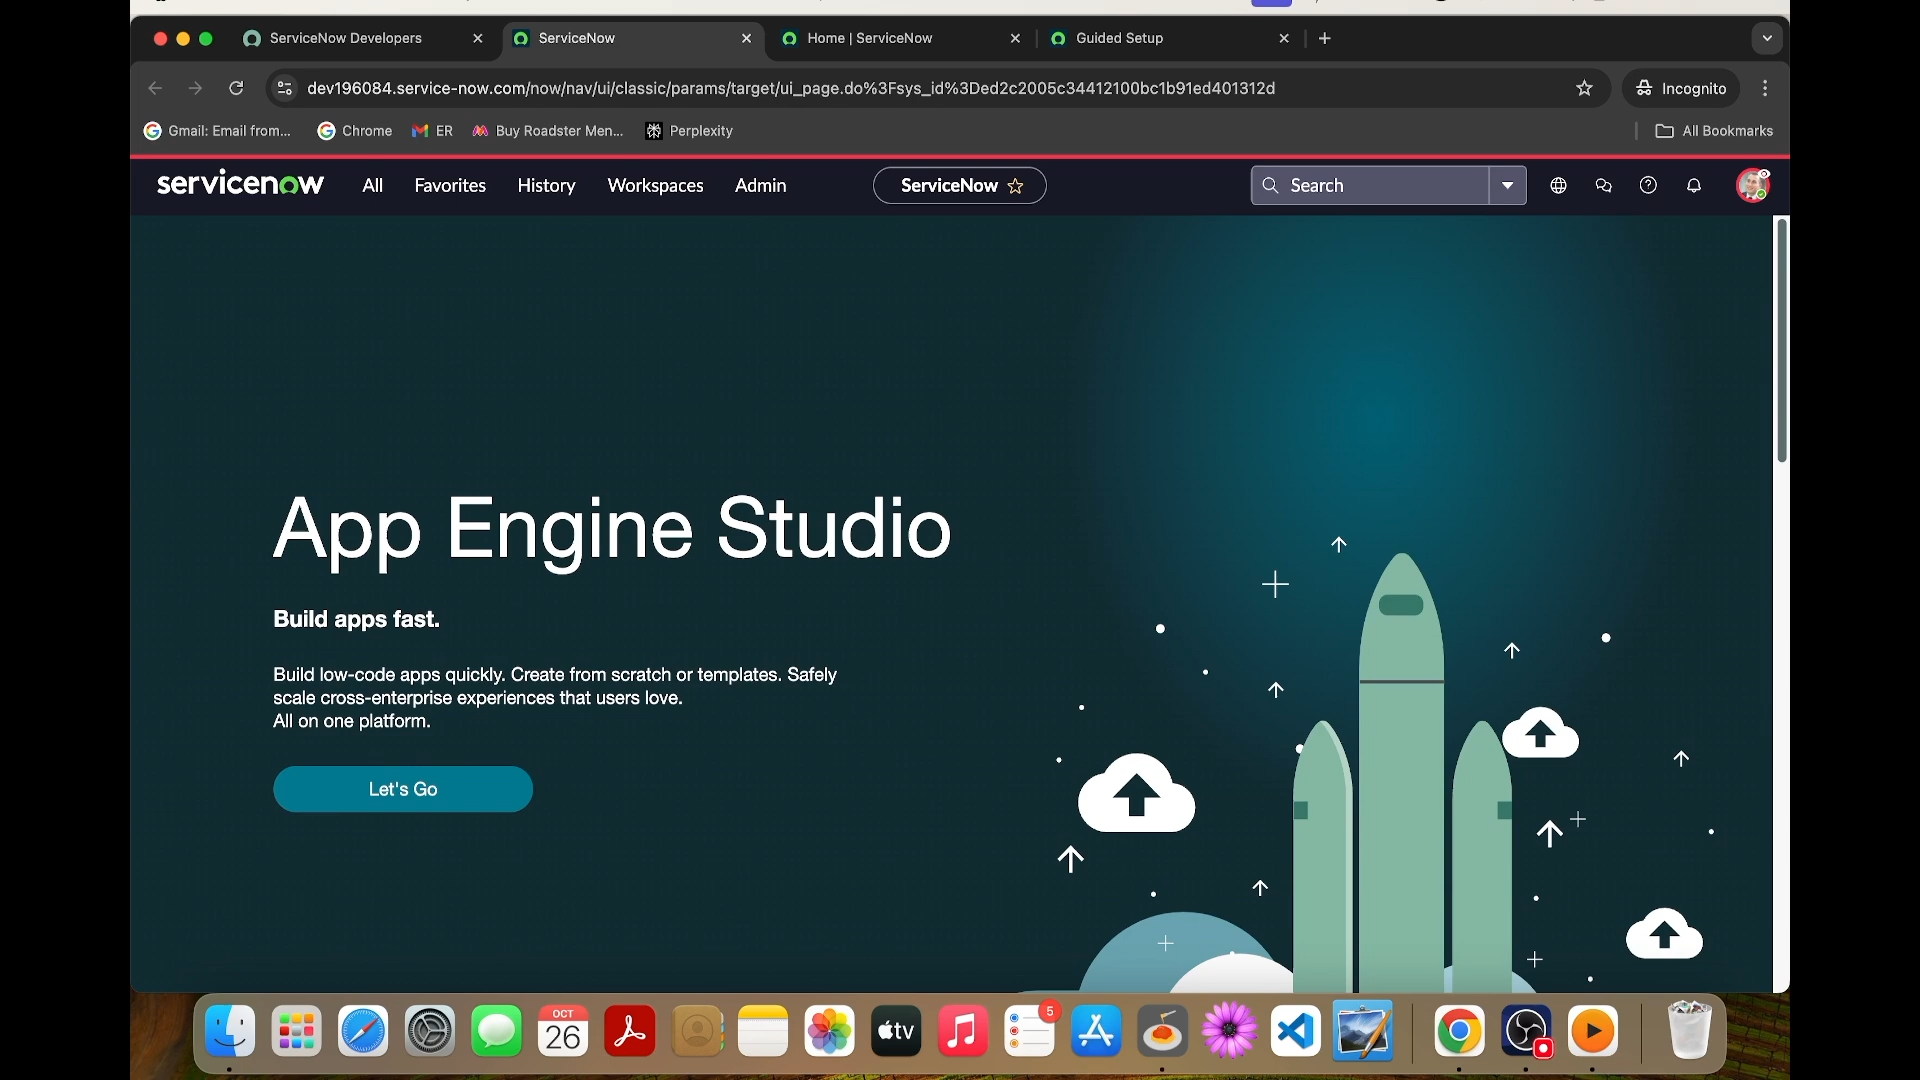 ServiceNow Developers
ServiceNow
Home | ServiceNow
Guided Setup
dev196084.service-now.com/now/nav/ui/classic/params/target/ui_page.do%3Fsys_id%3Ded2c2005c34412100bc1b91ed401312d
Incognito
Gmail: Email from...
Chrome
ER
Buy Roadster Men...
Perplexity
All Bookmarks
servicenow
All
Favorites
History
Workspaces
Admin
ServiceNow
Search
App Engine Studio
Build apps fast.
Build low-code apps quickly. Create from scratch or templates. Safely
scale cross-enterprise experiences that users love.
All on one platform.
Let's Go
OCT
26
tv
5